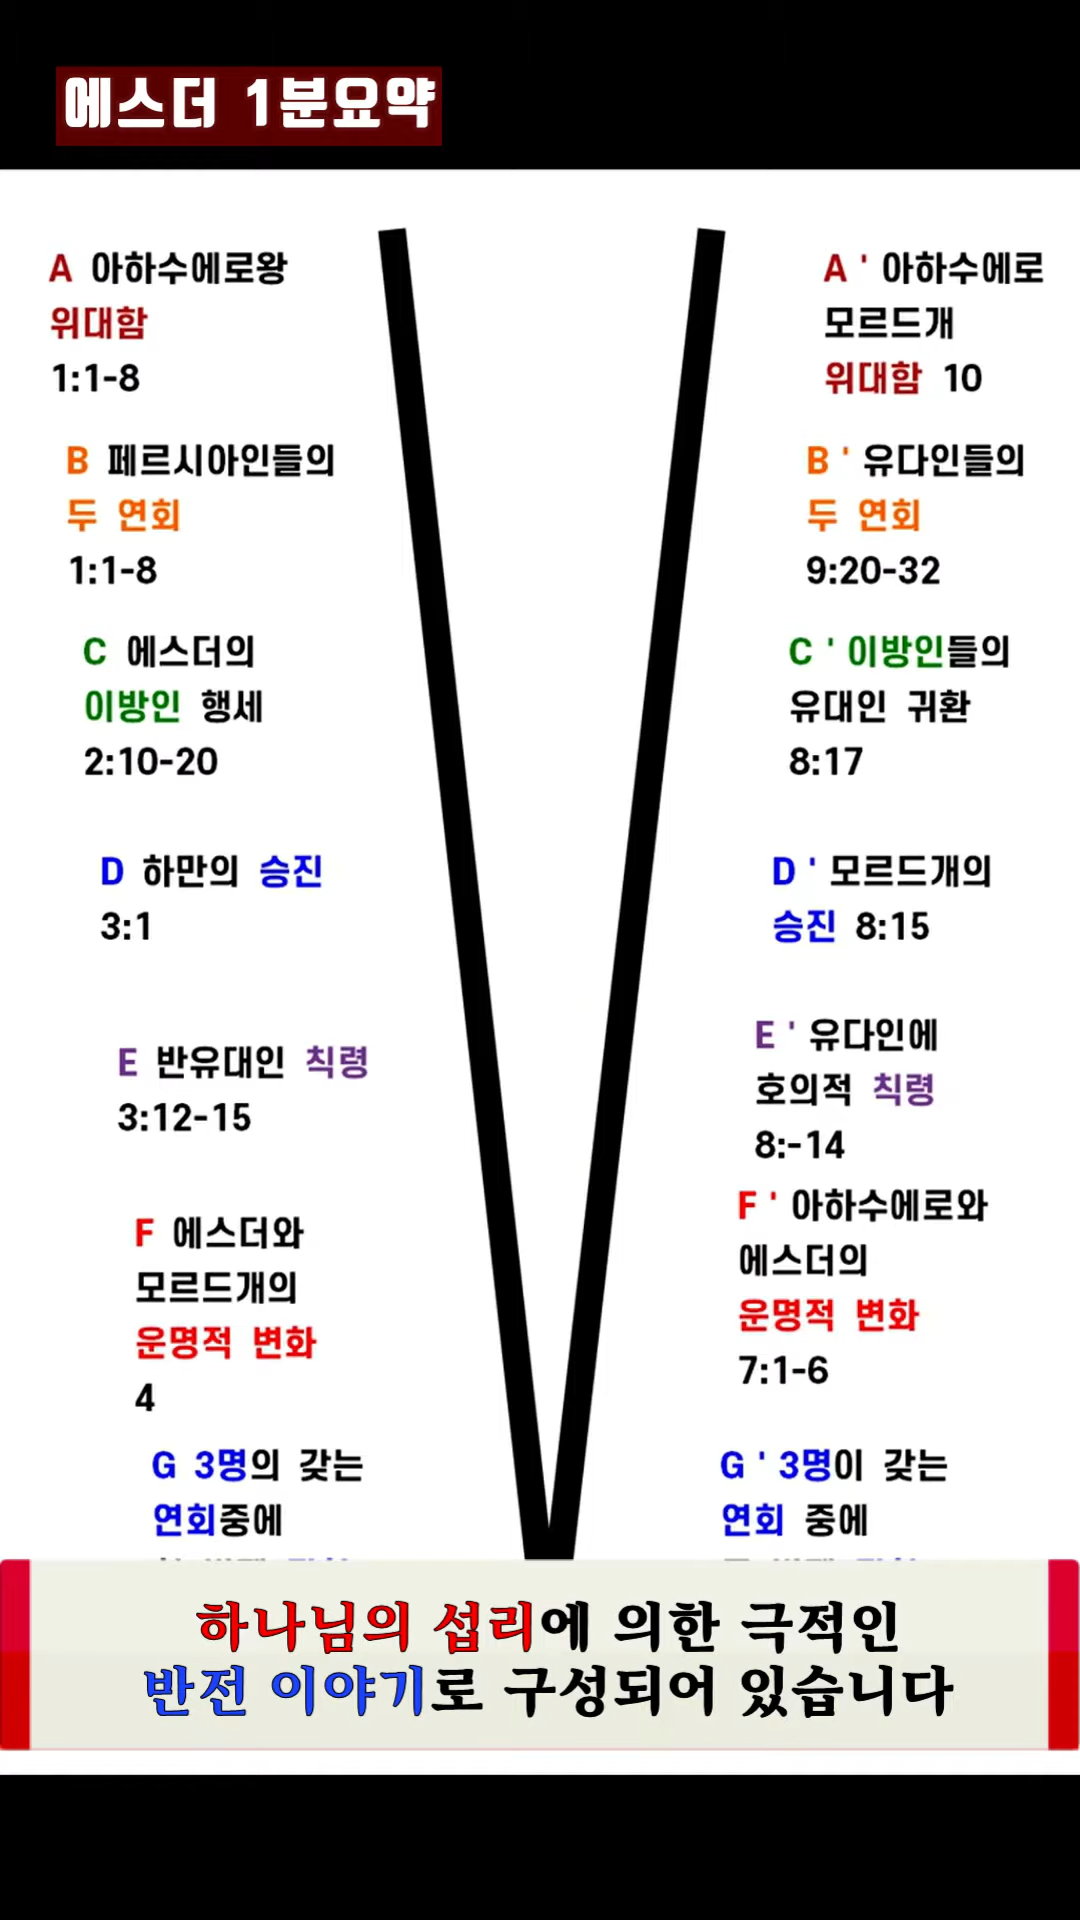 에스더 1분요약
A 아하수에로왕
위대함
1:1-8
B 페르시아인들의
두 연회
1:1-8
C 에스더의
이방인 행세
2:10-20
D 하만의 승진
3:1
E 반유대인 칙령
3:12-15
F 에스더와
모르드개의
운명적 변화
4
G 3명의 갖는
연회중에
A ' 아하수에로
모르드개
위대함 10
B ' 유다인들의
두 연회
9:20-32
C ' 이방인들의
유대인 귀환
8:17
D ' 모르드개의
승진 8:15
E ' 유다인에
호의적 칙령
8:-14
F ' 아하수에로와
에스더의
운명적 변화
7:1-6
G ' 3명이 갖는
연회 중에
하나님의 섭리에 의한 극적인
반전 이야기로 구성되어 있습니다